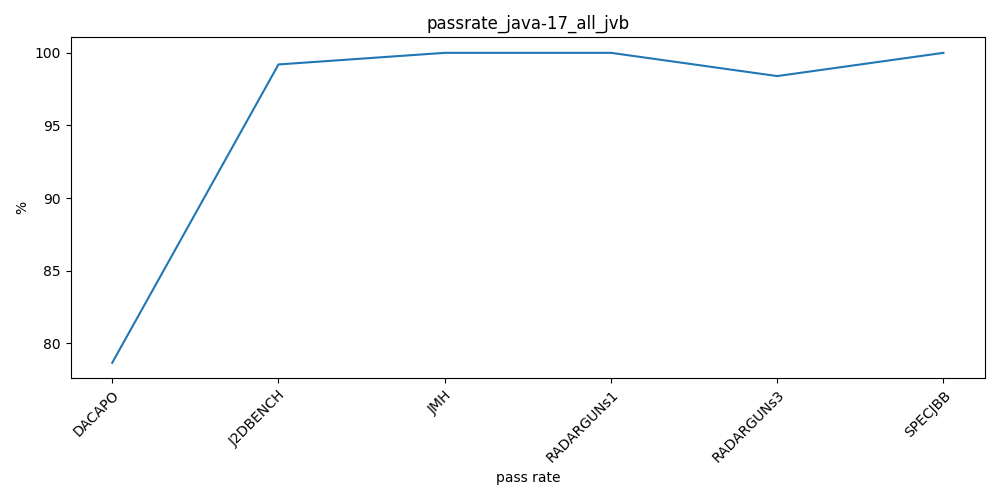 passrate_java-17_all_jvb
100
95
90
85
80
%
DACAPO
J2DBENCH
JMH
RADARGUNs1
RADARGUNs3
SPECJBB
pass rate